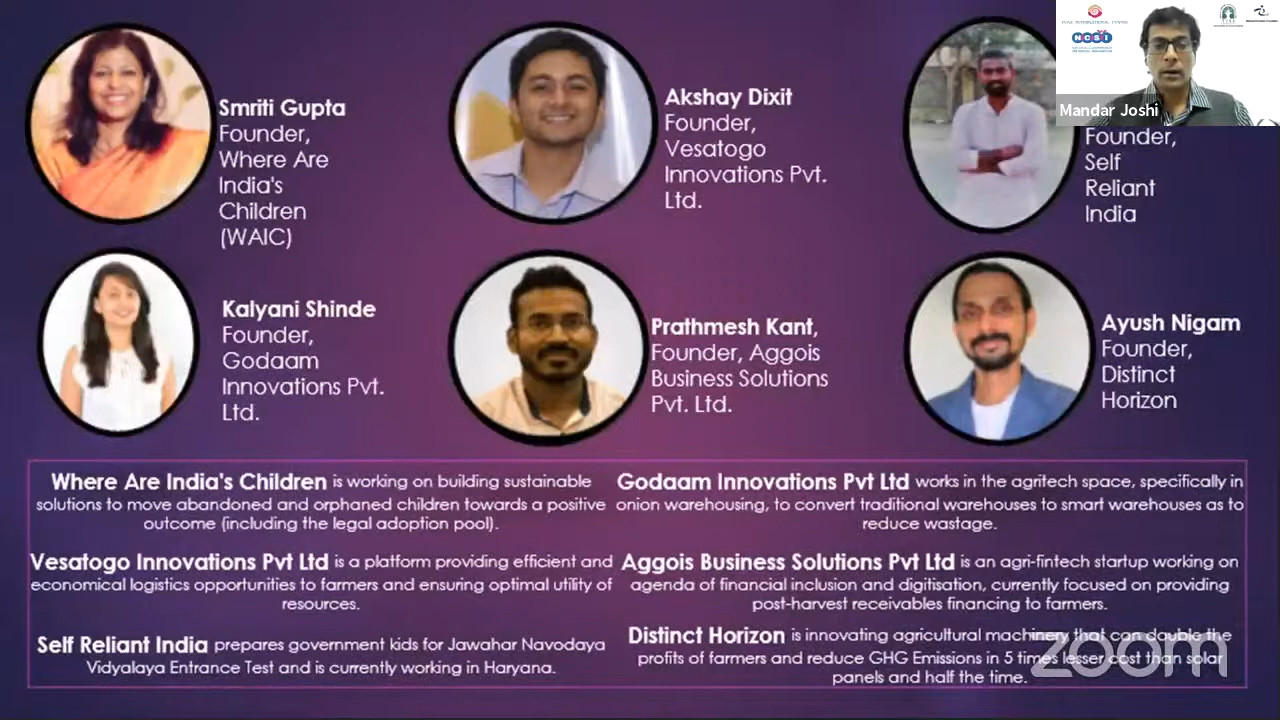 Smriti Gupta
Founder,
Where Are
India's
Children
(WAIC)
Akshay Dixit
Founder,
Vesatogo
Innovations Pvt.
Ltd.
PUNE INTERNATIONAL CENTRE
NCSI
Mandar Joshi
Founder,
Self
Reliant
India
Kalyani Shinde
Founder,
Godaam
Innovations Pvt.
Ltd.
Prathmesh Kant,
Founder, Aggois
Business Solutions
Pvt. Ltd.
Ayush Nigam
Founder,
Distinct
Horizon
Where Are India's Children is working on building sustainable
solutions to move abandoned and orphaned children towards a positive
outcome (including the legal adoption pool).
Vesatogo Innovations Pvt Ltd is a platform providing efficient and
economical logistics opportunities to farmers and ensuring optimal utility of
resources.
Self Reliant India prepares government kids for Jawahar Navodaya
Vidyalaya Entrance Test and is currently working in Haryana.
Godaam Innovations Pvt Ltd works in the agritech space, specifically in
onion warehousing, to convert traditional warehouses to smart warehouses as to
reduce wastage.
Aggois Business Solutions Pvt Ltd is an agri-fintech startup working on
agenda of financial inclusion and digitisation, currently focused on providing
post-harvest receivables financing to farmers.
Distinct Horizon is innovating agricultural machinery that can double the
profits of farmers and reduce GHG Emissions in 5 times lesser cost than solar
panels and half the time.
zoom